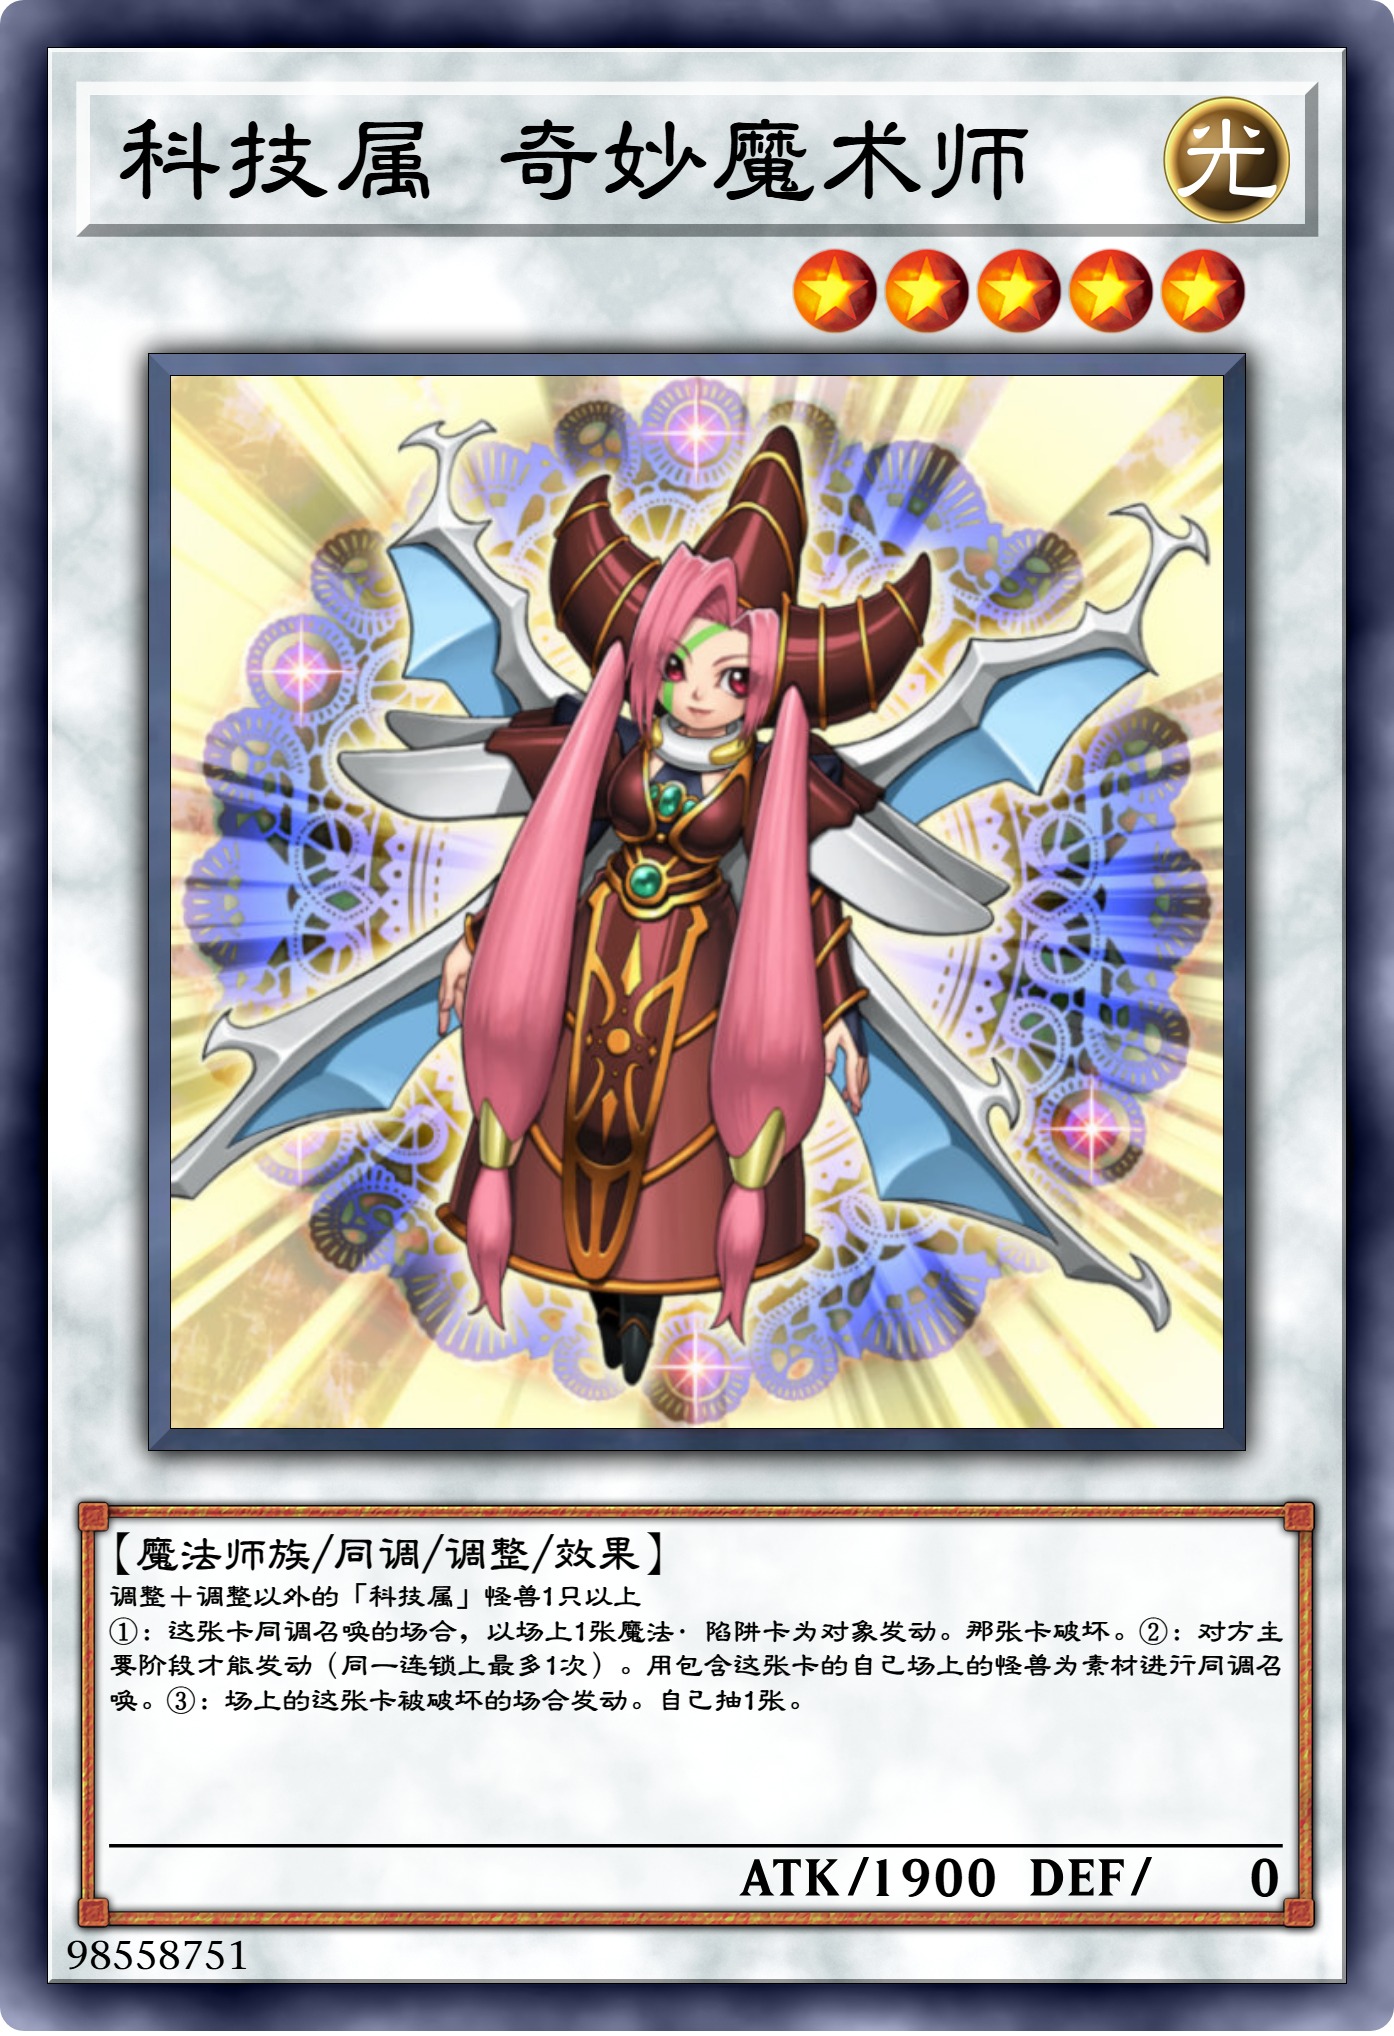 科技属 奇妙魔术师
光
【魔法师族/同调/调整/效果】
调整＋调整以外的「科技属」怪兽1只以上
①：这张卡同调召唤的场合，以场上1张魔法·陷阱卡为对象发动。那张卡破坏。②：对方主
要阶段才能发动（同一连锁上最多1次）。用包含这张卡的自己场上的怪兽为素材进行同调召
唤。③：场上的这张卡被破坏的场合发动。自己抽1张。
ATK/1900 DEF/ 0
98558751